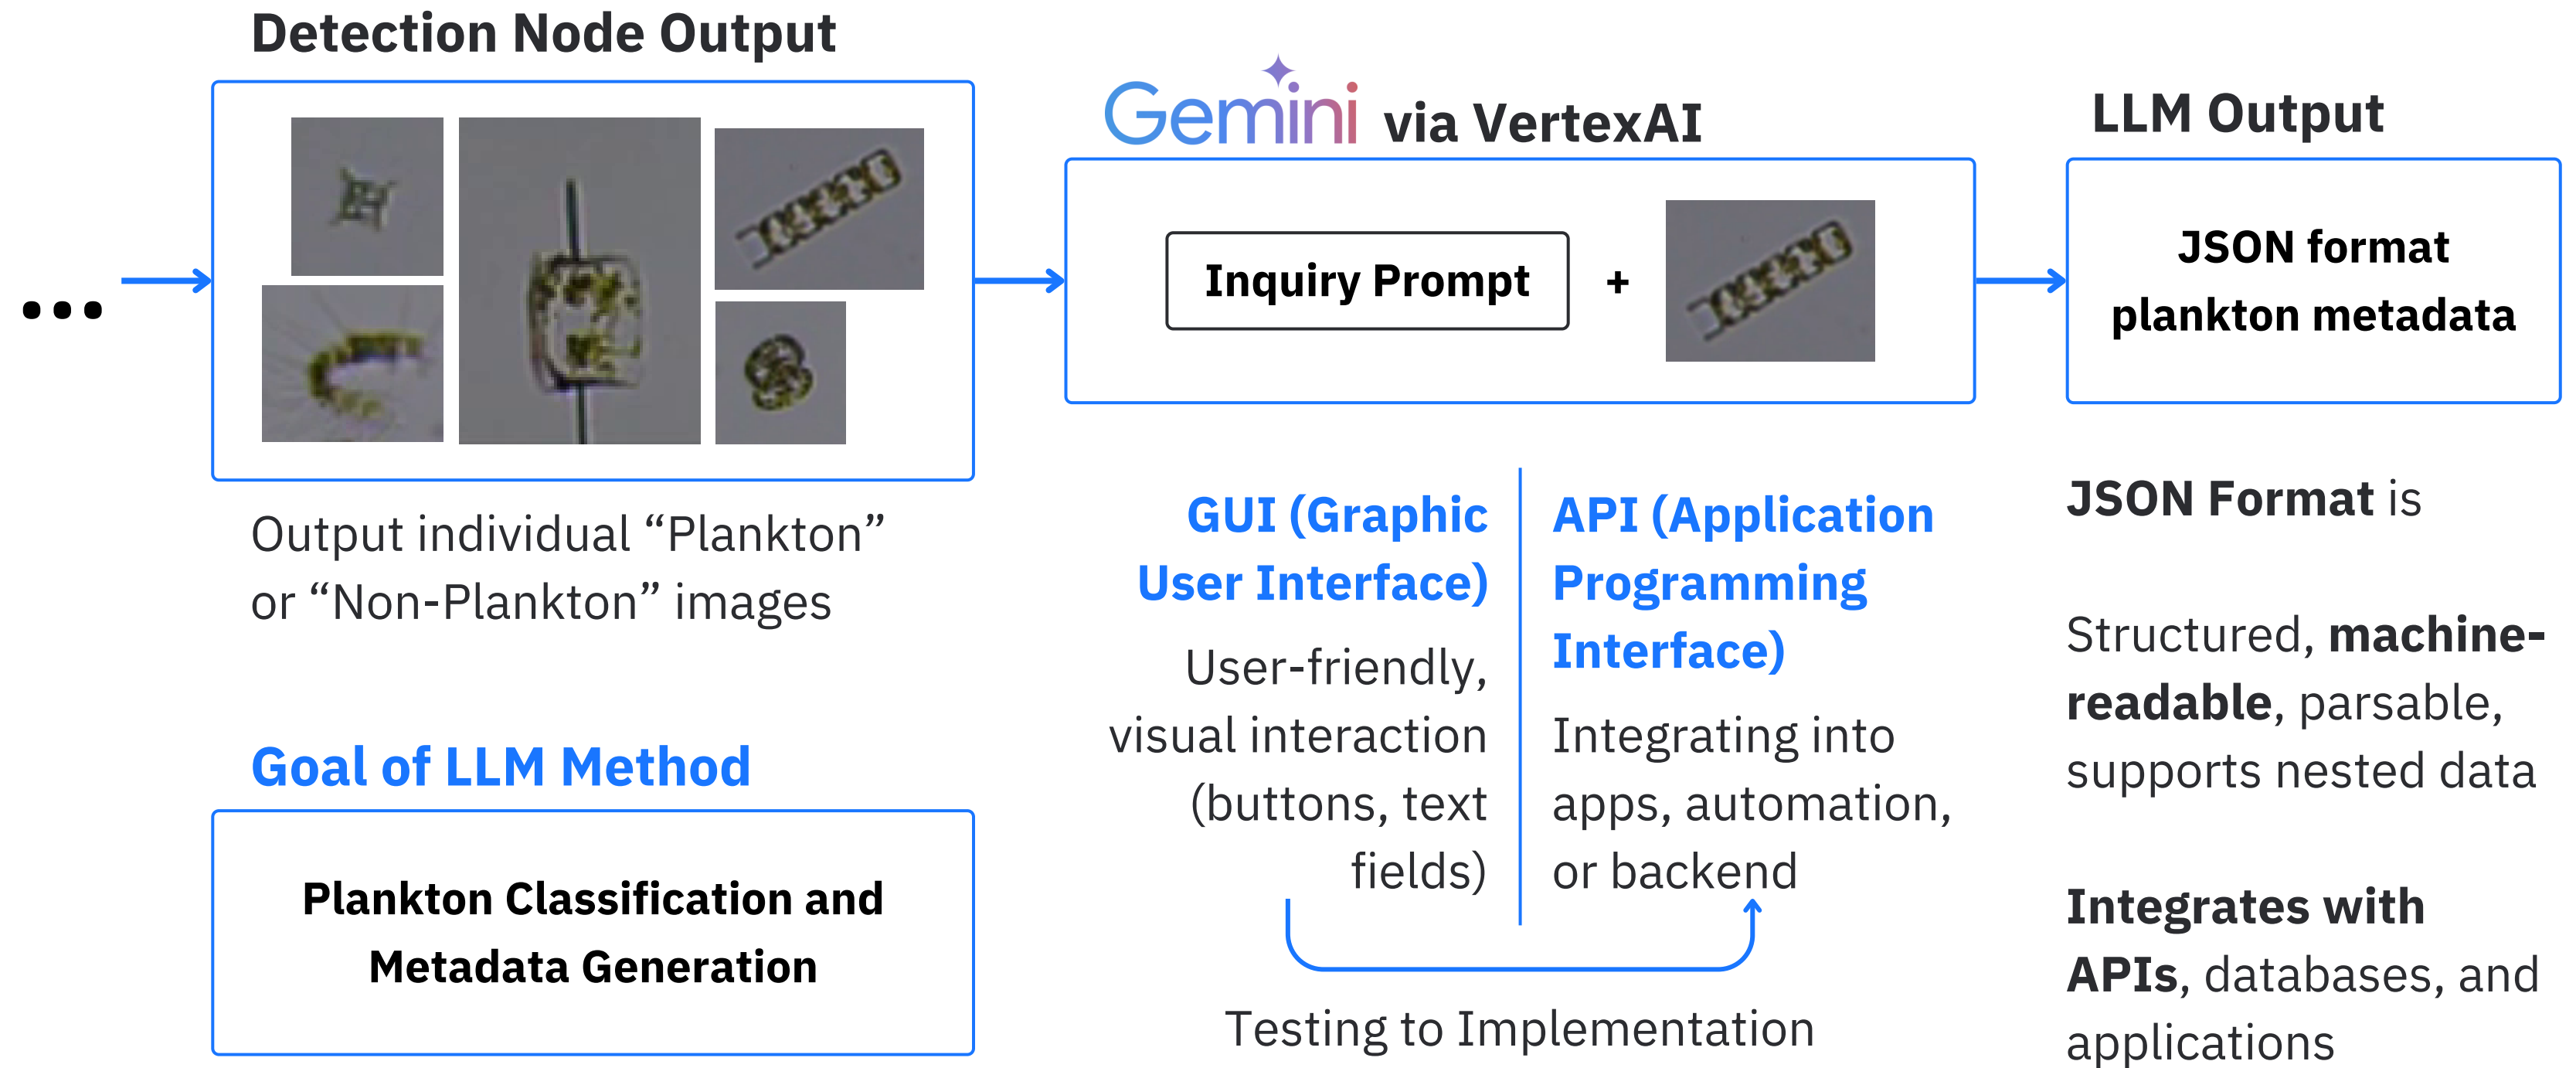 Detection Node Output
Output individual “Plankton”
or “Non-Plankton” images
Goal of LLM Method
Plankton Classification and
Metadata Generation
Gemini via VertexAI
Inquiry Prompt +
GUI (Graphic
User Interface)
User-friendly,
visual interaction
(buttons, text
fields)
API (Application
Programming
Interface)
Integrating into
apps, automation,
or backend
Testing to Implementation
LLM Output
JSON format
plankton metadata
JSON Format is
Structured, machine-
readable, parsable,
supports nested data
Integrates with
APIs, databases, and
applications